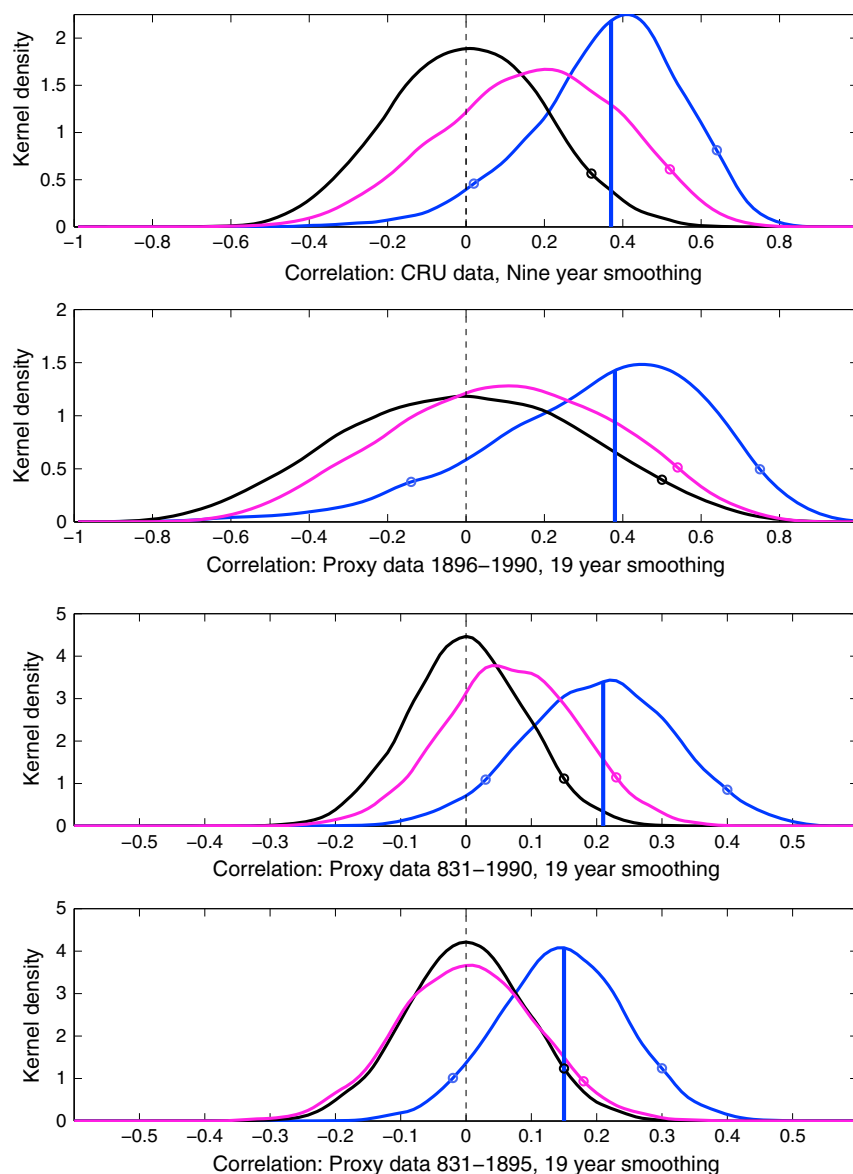 Kernel density
2
1.5
1
0.5
0
-1 -0.8 -0.6 -0.4 -0.2 0 0.2 0.4 0.6 0.8
Correlation: CRU data, Nine year smoothing
Kernel density
2
1.5
1
0.5
0
-1 -0.8 -0.6 -0.4 -0.2 0 0.2 0.4 0.6 0.8
Correlation: Proxy data 1896–1990, 19 year smoothing
Kernel density
5
4
3
2
1
0
−0.5 −0.4 −0.3 −0.2 −0.1 0 0.1 0.2 0.3 0.4 0.5
Correlation: Proxy data 831–1990, 19 year smoothing
Kernel density
5
4
3
2
1
0
−0.5 −0.4 −0.3 −0.2 −0.1 0 0.1 0.2 0.3 0.4 0.5
Correlation: Proxy data 831–1895, 19 year smoothing